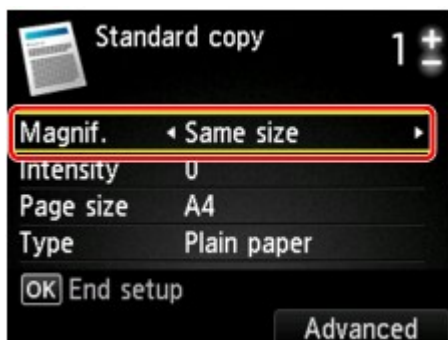 Standard copy 1 + -
Magnif. Same size
Intensity 0
Page size A4
Type Plain paper
OK End setup
Advanced